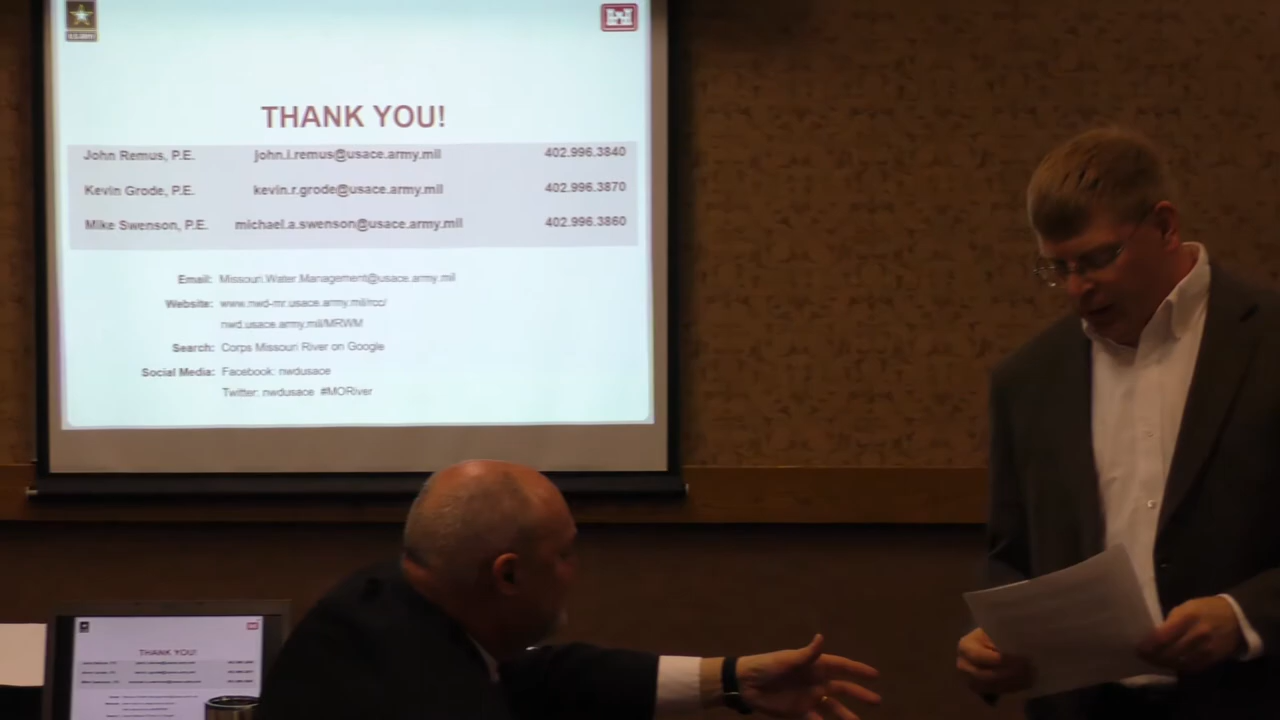 U.S. ARMY
THANK YOU!
John Remus, P.E. john.i.remus@usace.army.mil 402.996.3840
Kevin Grode, P.E. kevin.r.grode@usace.army.mil 402.996.3870
Mike Swenson, P.E. michael.a.swenson@usace.army.mil 402.996.3860
Email: Missouri.Water.Management@usace.army.mil
Website: www.nwd-mr.usace.army.mil/rcc/
nwd.usace.army.mil/MRWM
Search: Corps Missouri River on Google
Social Media: Facebook: nwdusace
Twitter: nwdusace #MORiver
THANK YOU!